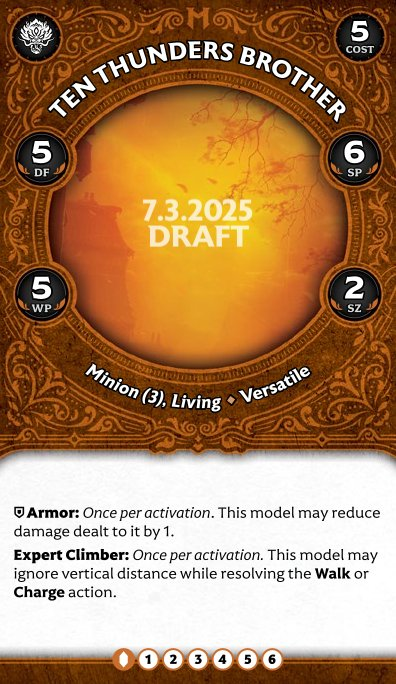 5
COST
TEN THUNDERS BROTHER
5
DF
6
SP
7.3.2025
DRAFT
5
WP
2
SZ
Minion (3), Living ◆ Versatile
Armor: Once per activation. This model may reduce
damage dealt to it by 1.
Expert Climber: Once per activation. This model may
ignore vertical distance while resolving the Walk or
Charge action.
1 2 3 4 5 6